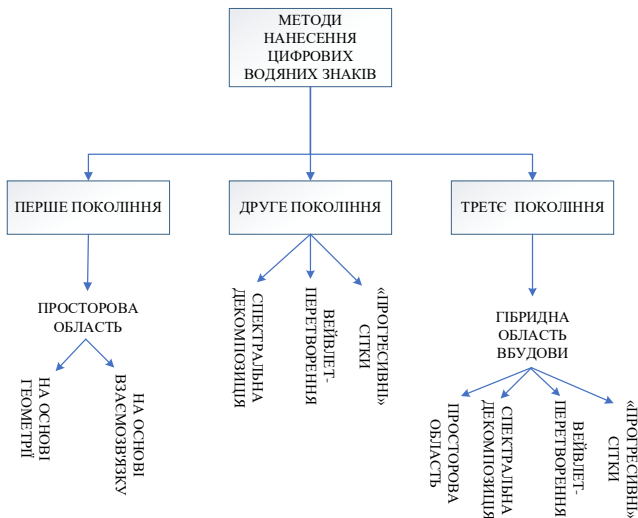 МЕТОДИ
НАНЕСЕННЯ
ЦИФРОВИХ
ВОДЯНИХ ЗНАКІВ
ПЕРШЕ ПОКОЛІННЯ
ДРУГЕ ПОКОЛІННЯ
ТРЕТЄ ПОКОЛІННЯ
ПРОСТОРОВА
ОБЛАСТЬ
НА ОСНОВІ
ГЕОМЕТРІЇ
НА ОСНОВІ
ВЗАЄМОЗВ'ЯЗКУ
СПЕКТРАЛЬНА
ДЕКОМПОЗИЦІЯ
ВЕЙВЛЕТ-
ПЕРЕТВОРЕННЯ
«ПРОГРЕСИВНІ»
СІТКИ
ГІБРИДНА
ОБЛАСТЬ
ВБУДОВИ
ПРОСТОРОВА
ОБЛАСТЬ
СПЕКТРАЛЬНА
ДЕКОМПОЗИЦІЯ
ВЕЙВЛЕТ-
ПЕРЕТВОРЕННЯ
«ПРОГРЕСИВНІ»
СІТКИ